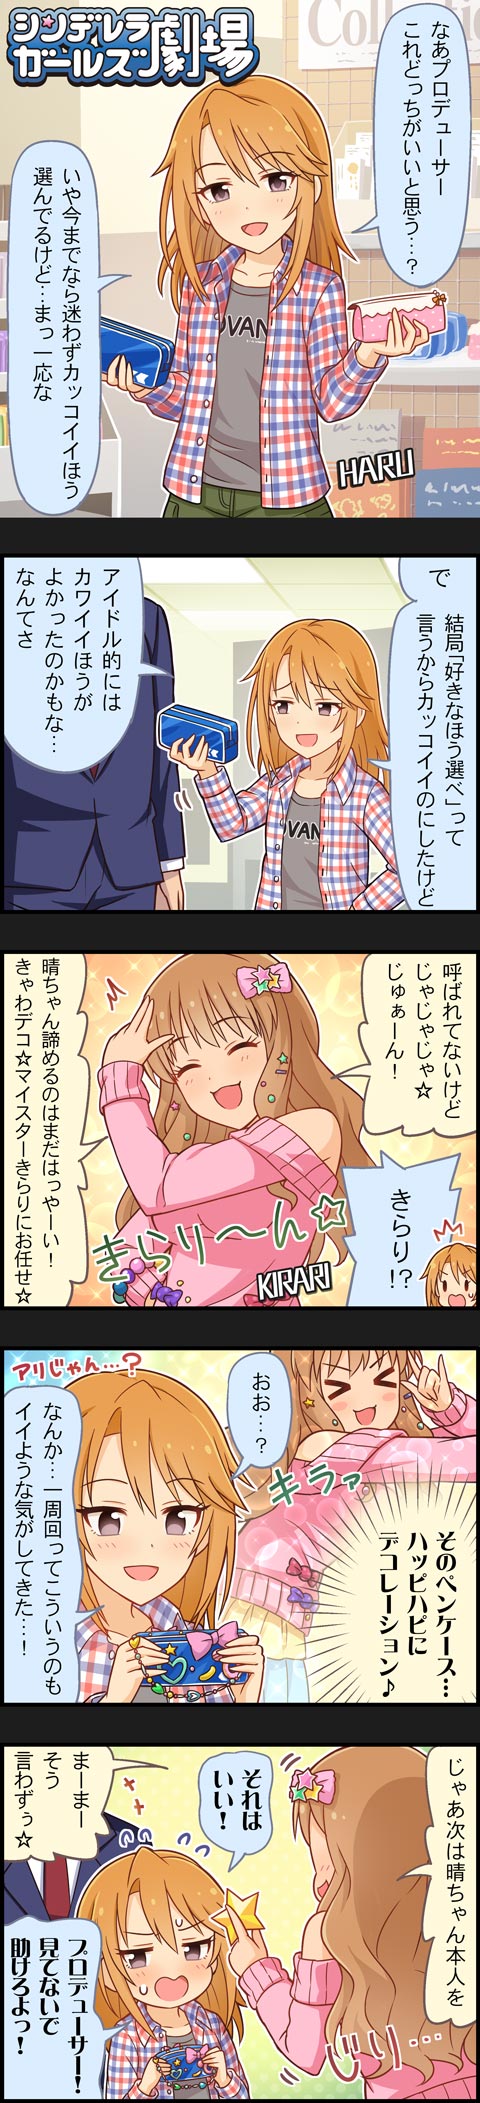 シンデレラ
ガールズ劇場
Collection
なあプロデューサー
これどっちがいいと思う…?
いや今までなら迷わずカッコイイほう
選んでるけど…まっ一応な
OVAN
HARU
で
結局「好きなほう選べ」って
言うからカッコイイのにしたけど
アイドル的には
カワイイほうが
よかったのかもな…
なんてさ
OVAN
呼ばれてないけど
じゃじゃじゃ☆
じゅぁーん!
晴ちゃん諦めるのはまだはっやーい!
きゃわデコ☆マイスターきらりにお任せ☆
きらり!?
きらり〜ん☆
KIRARI
そのペンケース…
ハッピハピに
デコレーション♪
キラァ
おお…?
アリじゃん…?
なんか…一周回ってこういうのも
イイような気がしてきた…!
じゃあ次は晴ちゃん本人を
それは
いい!
まーまー
そう
言わずぅ☆
プロデューサー!
見てないで
助けろよっ!
じり…